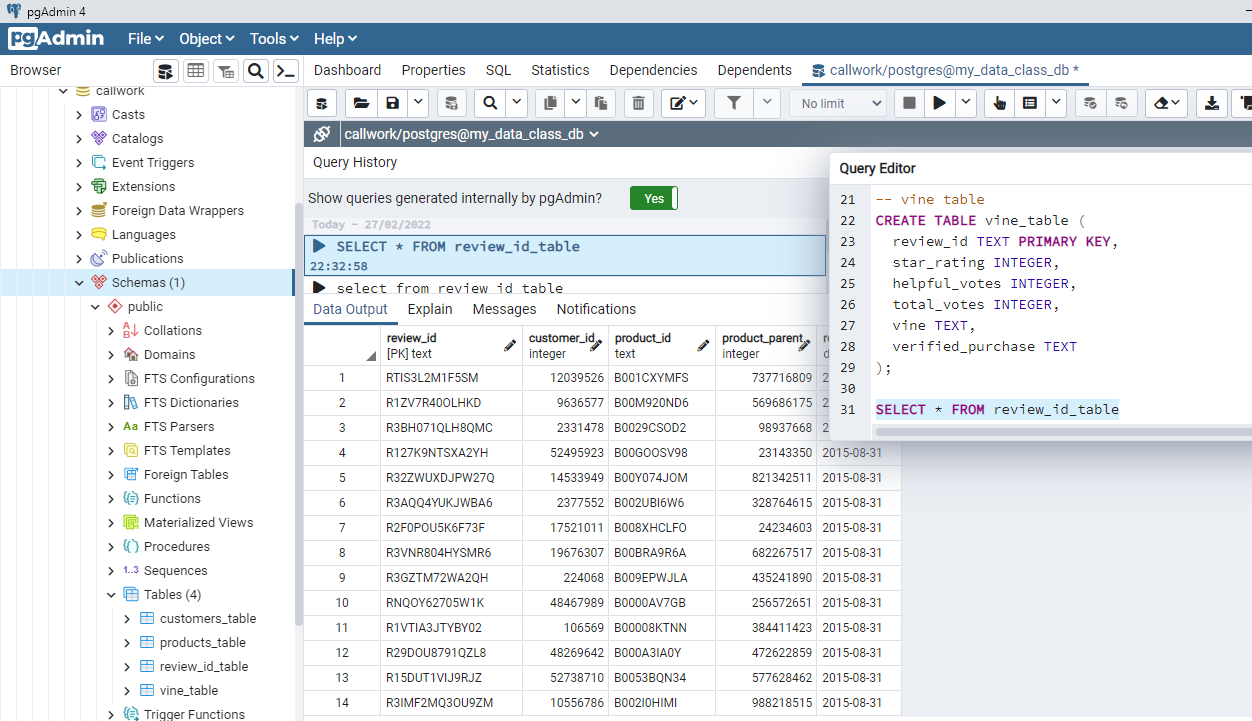 pgAdmin 4
pgAdmin File Object Tools Help
Browser
Dashboard Properties SQL Statistics Dependencies Dependents callwork/postgres@my_data_class_db *
No limit
callwork/postgres@my_data_class_db
callwork
Casts
Catalogs
Event Triggers
Extensions
Foreign Data Wrappers
Languages
Publications
Schemas (1)
public
Collations
Domains
FTS Configurations
FTS Dictionaries
Aa FTS Parsers
FTS Templates
Foreign Tables
Functions
Materialized Views
Procedures
1..3 Sequences
Tables (4)
customers_table
products_table
review_id_table
vine_table
Trigger Functions
Query History
Show queries generated internally by pgAdmin? Yes
Today - 27/02/2022
SELECT * FROM review_id_table
22:32:58
select from review_id_table
Query Editor
21 -- vine table
22 CREATE TABLE vine_table (
23 review_id TEXT PRIMARY KEY,
24 star_rating INTEGER,
25 helpful_votes INTEGER,
26 total_votes INTEGER,
27 vine TEXT,
28 verified_purchase TEXT
29 );
30
31 SELECT * FROM review_id_table
Data Output Explain Messages Notifications
review_id customer_id product_id product_parent
[PK] text integer text integer
1 RTIS3L2M1F5SM 12039526 B001CXYMFS 737716809
2 R1ZV7R40OLHKD 9636577 B00M920ND6 569686175
3 R3BH071QLH8QMC 2331478 B0029CSOD2 98937668
4 R127K9NTSXA2YH 52495923 B00GOOSV98 23143350 2015-08-31
5 R32ZWUXDJPW27Q 14533949 B00Y074JOM 821342511 2015-08-31
6 R3AQQ4YUKJWBA6 2377552 B002UBI6W6 328764615 2015-08-31
7 R2F0POU5K6F73F 17521011 B008XHCLFO 24234603 2015-08-31
8 R3VNR804HYSMR6 19676307 B00BRA9R6A 682267517 2015-08-31
9 R3GZTM72WA2QH 224068 B009EPWJLA 435241890 2015-08-31
10 RNQOY62705W1K 48467989 B0000AV7GB 256572651 2015-08-31
11 R1VTIA3JTYBY02 106569 B00008KTNN 384411423 2015-08-31
12 R29DOU8791QZL8 48269642 B000A3IA0Y 472622859 2015-08-31
13 R15DUT1VIJ9RJZ 52738710 B0053BQN34 577628462 2015-08-31
14 R3IMF2MQ3OU9ZM 10556786 B002I0HIMI 988218515 2015-08-31